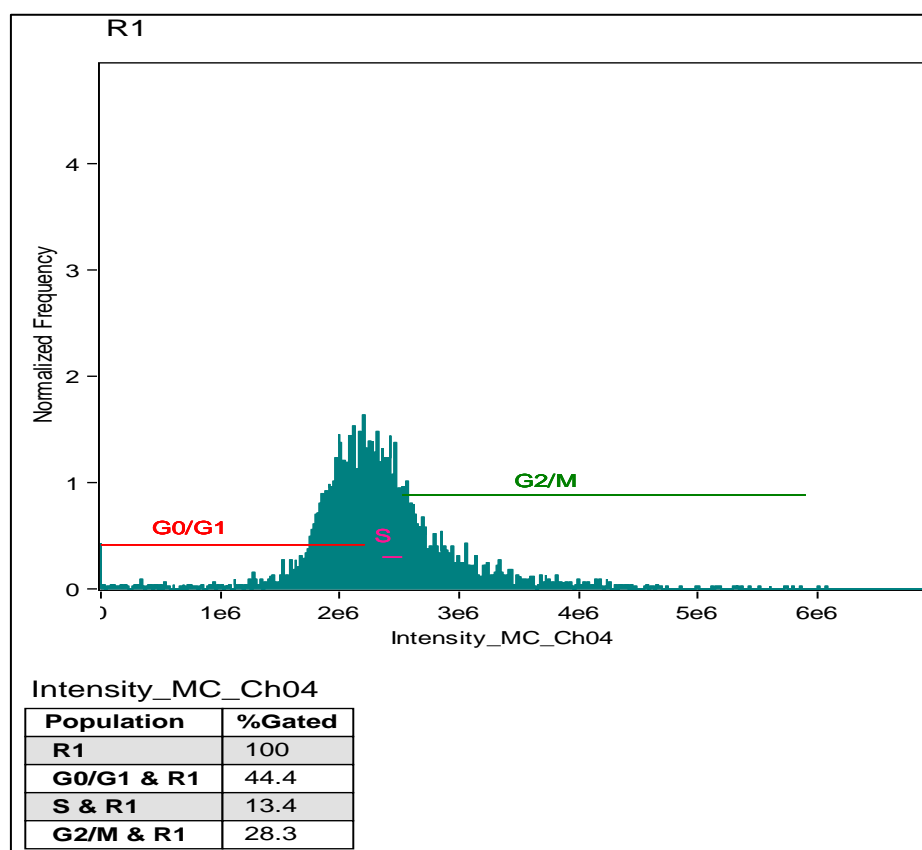 R1
4
3
2
1
0
Normalized Frequency
G2/M
G0/G1
S
0 1e6 2e6 3e6 4e6 5e6 6e6
Intensity_MC_Ch04
Intensity_MC_Ch04
Population %Gated
R1 100
G0/G1 & R1 44.4
S & R1 13.4
G2/M & R1 28.3